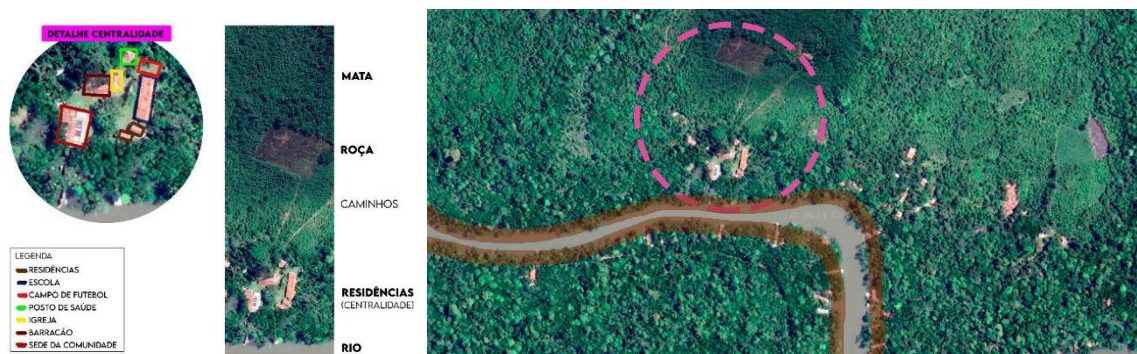 DETALHE CENTRALIDADE
MATA
ROÇA
CAMINHOS
RESIDÊNCIAS
(CENTRALIDADE)
RIO
LEGENDA
RESIDÊNCIAS
ESCOLA
CAMPO DE FUTEBOL
POSTO DE SAÚDE
IGREJA
BARRACÃO
SEDE DA COMUNIDADE